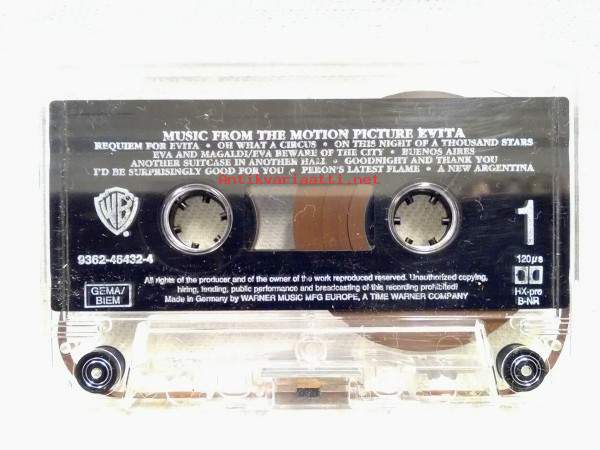 MUSIC FROM THE MOTION PICTURE EVITA
REQUIEM FOR EVITA • OH WHAT A CIRCUS • ON THIS NIGHT OF A THOUSAND STARS
EVA AND MAGALDI/EVA BEWARE OF THE CITY • BUENOS AIRES
ANOTHER SUITCASE IN ANOTHER HALL • GOODNIGHT AND THANK YOU
I'D BE SURPRISINGLY GOOD FOR YOU • PERON'S LATEST FLAME • A NEW ARGENTINA
Antikvariaatti.net
WB
®
1
9362-46432-4
120µs
HX-pro
B-NR
GEMA/
BIEM
All rights of the producer and of the owner of the work reproduced reserved. Unauthorized copying,
hiring, lending, public performance and broadcasting of this recording prohibited!
Made in Germany by WARNER MUSIC MFG EUROPE, A TIME WARNER COMPANY